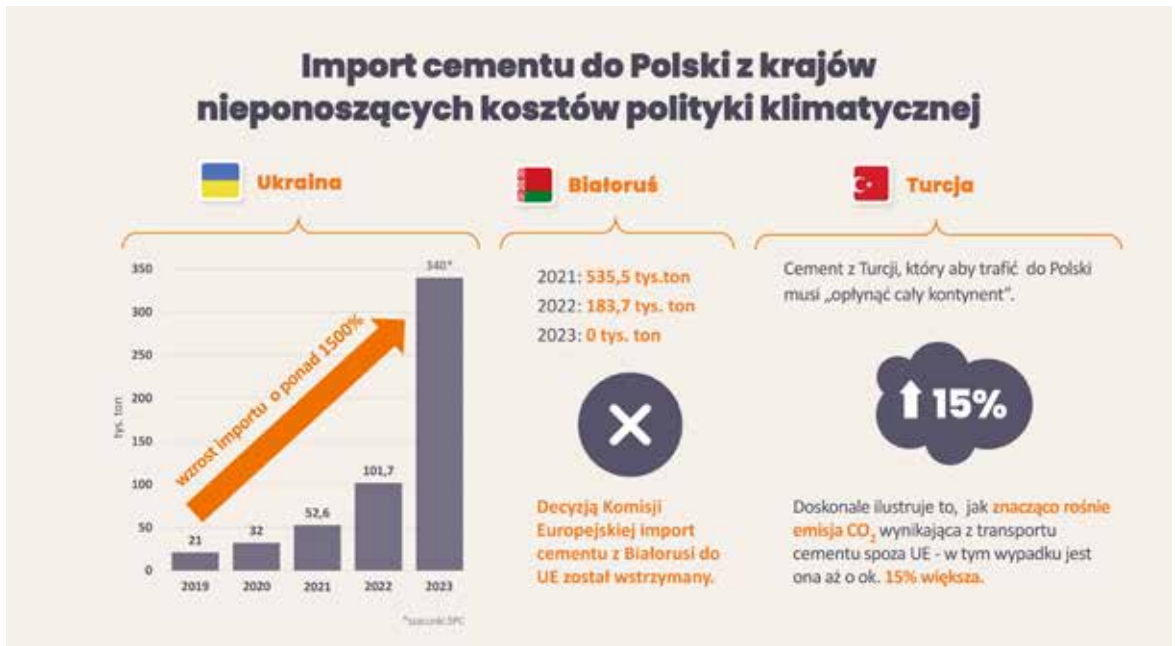 Import cementu do Polski z krajów
nieponoszących kosztów polityki klimatycznej
Ukraina
350
300
250
200
150
100
50
0
tys. ton
wzrost importu o ponad 1500%
21
32
52,6
101,7
340*
2019
2020
2021
2022
2023
*szacunki SPC
Białoruś
2021: 535,5 tys.ton
2022: 183,7 tys. ton
2023: 0 tys. ton
Decyzją Komisji
Europejskiej import
cementu z Białorusi do
UE został wstrzymany.
Turcja
Cement z Turcji, który aby trafić do Polski
musi „opłynąć cały kontynent”.
15%
Doskonale ilustruje to, jak znacząco rośnie
emisja CO₂ wynikająca z transportu
cementu spoza UE - w tym wypadku jest
ona aż o ok. 15% większa.